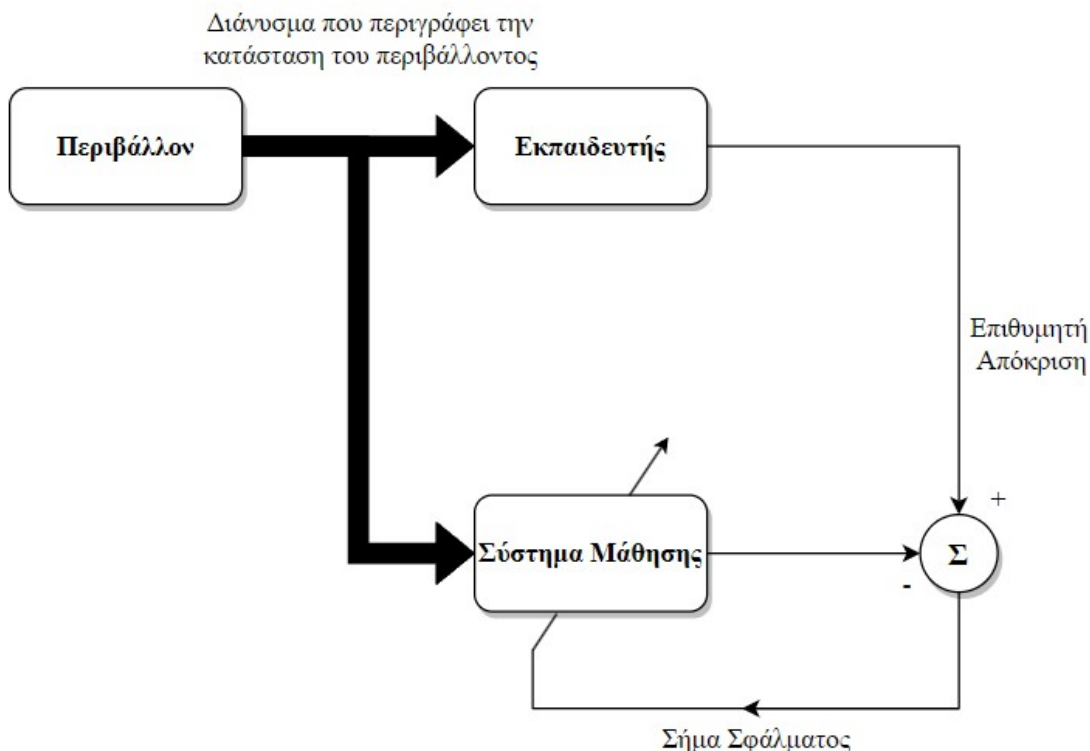 Διάνυσμα που περιγράφει την
κατάσταση του περιβάλλοντος
Περιβάλλον
Εκπαιδευτής
Επιθυμητή
Απόκριση
+
Σύστημα Μάθησης
Σ
-
Σήμα Σφάλματος